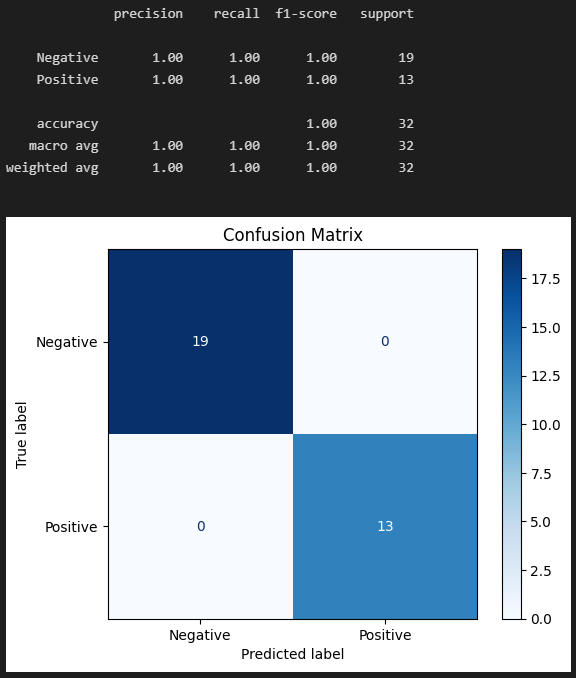 precision recall f1-score support
Negative 1.00 1.00 1.00 19
Positive 1.00 1.00 1.00 13
accuracy 1.00 32
macro avg 1.00 1.00 1.00 32
weighted avg 1.00 1.00 1.00 32
Confusion Matrix
True label
Negative
Positive
19 0
0 13
Negative Positive
Predicted label
17.5
15.0
12.5
10.0
7.5
5.0
2.5
0.0